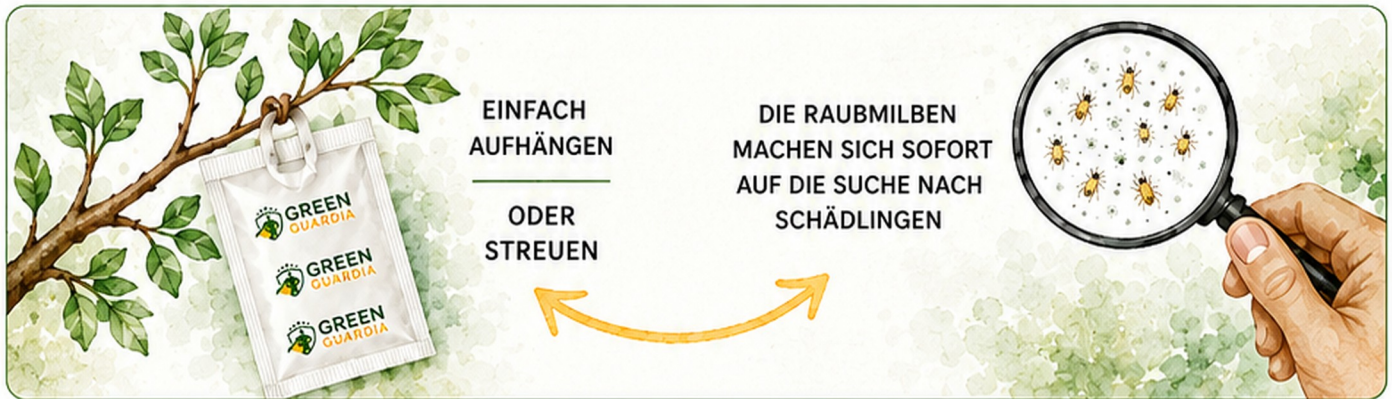 GREEN
GUARDIA
GREEN
GUARDIA
GREEN
GUARDIA
EINFACH
AUFHÄNGEN
ODER
STREUEN
DIE RAUBMILBEN
MACHEN SICH SOFORT
AUF DIE SUCHE NACH
SCHÄDLINGEN